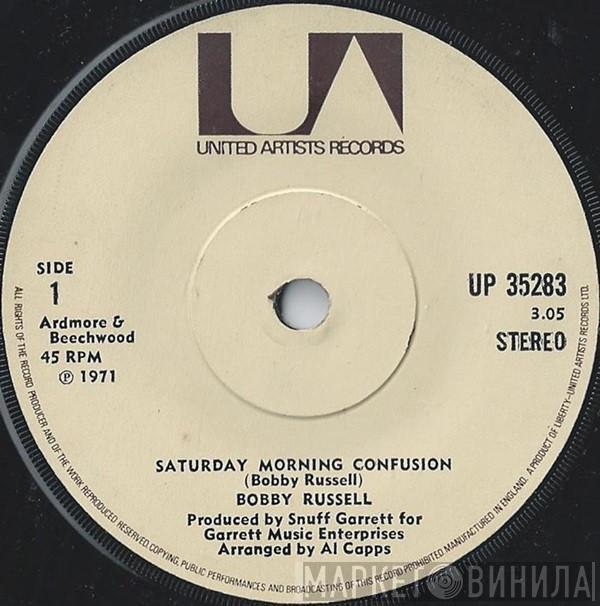 UA
UNITED ARTISTS RECORDS
SIDE
1
Ardmore &
Beechwood
45 RPM
℗ 1971
UP 35283
3.05
STEREO
SATURDAY MORNING CONFUSION
(Bobby Russell)
BOBBY RUSSELL
Produced by Snuff Garrett for
Garrett Music Enterprises
Arranged by Al Capps
ALL RIGHTS OF THE RECORD PRODUCER AND OF THE WORK REPRODUCED RESERVED. COPYING, PUBLIC PERFORMANCES AND BROADCASTING OF THIS RECORD PROHIBITED. MANUFACTURED IN ENGLAND. A PRODUCT OF LIBERTY-UNITED ARTISTS RECORDS LTD.
МАРКЕТ ВИНИЛА